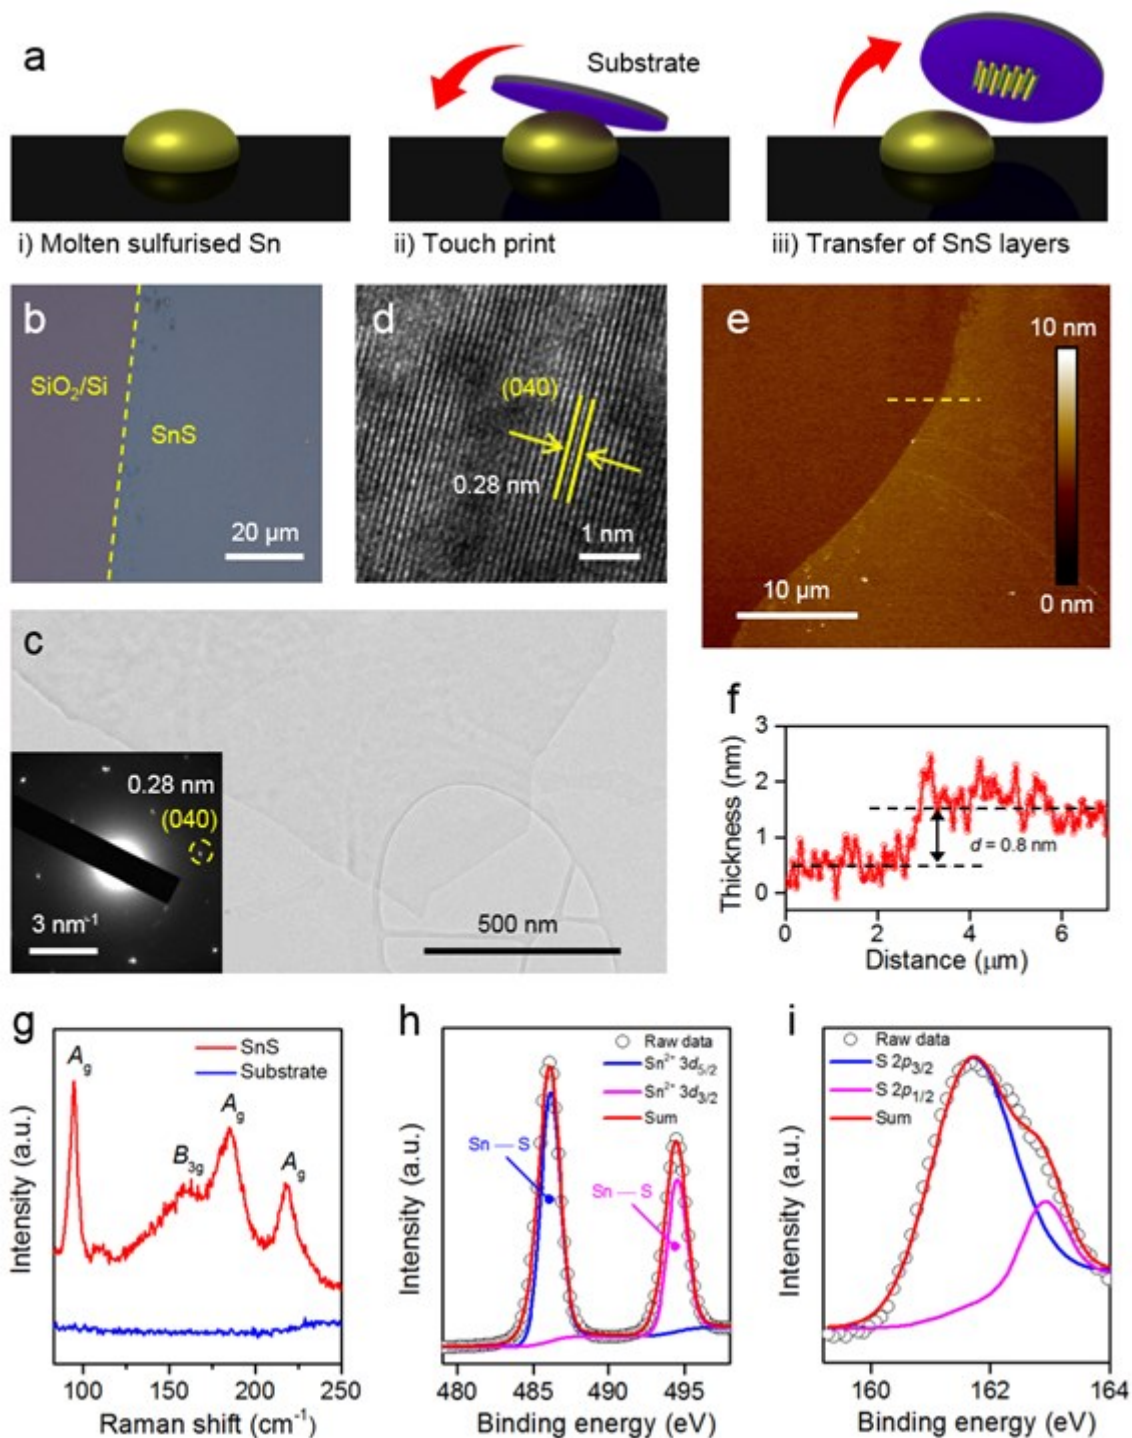 a
Substrate
i) Molten sulfurised Sn
ii) Touch print
iii) Transfer of SnS layers
b
SiO₂/Si
SnS
20 µm
d
(040)
0.28 nm
1 nm
e
10 nm
0 nm
10 µm
c
0.28 nm
(040)
3 nm⁻¹
500 nm
f
Thickness (nm)
3
2
1
0
d = 0.8 nm
0 2 4 6
Distance (µm)
g
SnS
Substrate
Ag
B3g
Ag
Ag
Intensity (a.u.)
100 150 200 250
Raman shift (cm⁻¹)
h
Raw data
Sn²⁺ 3d5/2
Sn²⁺ 3d3/2
Sum
Sn — S
Sn — S
Intensity (a.u.)
480 485 490 495
Binding energy (eV)
i
Raw data
S 2p3/2
S 2p1/2
Sum
Intensity (a.u.)
160 162 164
Binding energy (eV)